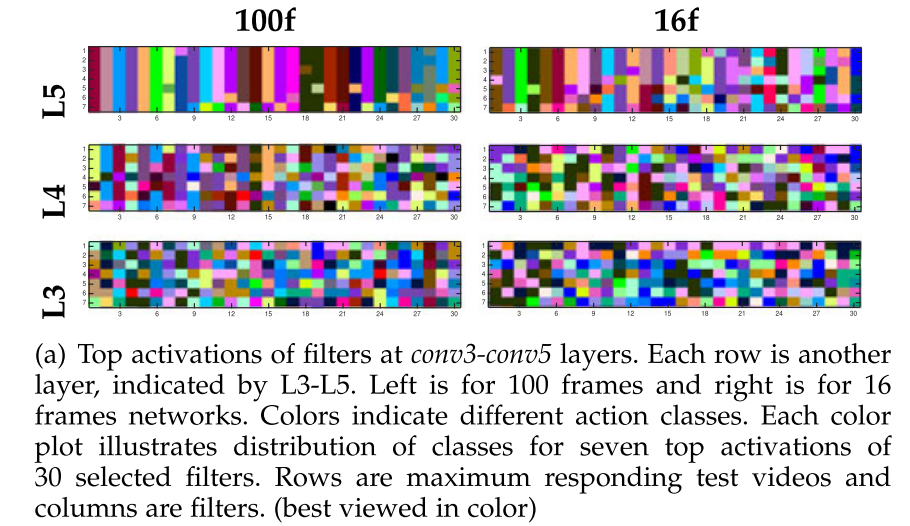 100f 16f
L5
1 2 3 4 5 6 7 1 2 3 4 5 6 7
3 6 9 12 15 18 21 24 27 30 3 6 9 12 15 18 21 24 27 30
L4
1 2 3 4 5 6 7 1 2 3 4 5 6 7
3 6 9 12 15 18 21 24 27 30 3 6 9 12 15 18 21 24 27 30
L3
1 2 3 4 5 6 7 1 2 3 4 5 6 7
3 6 9 12 15 18 21 24 27 30 3 6 9 12 15 18 21 24 27 30
(a) Top activations of filters at conv3-conv5 layers. Each row is another
layer, indicated by L3-L5. Left is for 100 frames and right is for 16
frames networks. Colors indicate different action classes. Each color
plot illustrates distribution of classes for seven top activations of
30 selected filters. Rows are maximum responding test videos and
columns are filters. (best viewed in color)